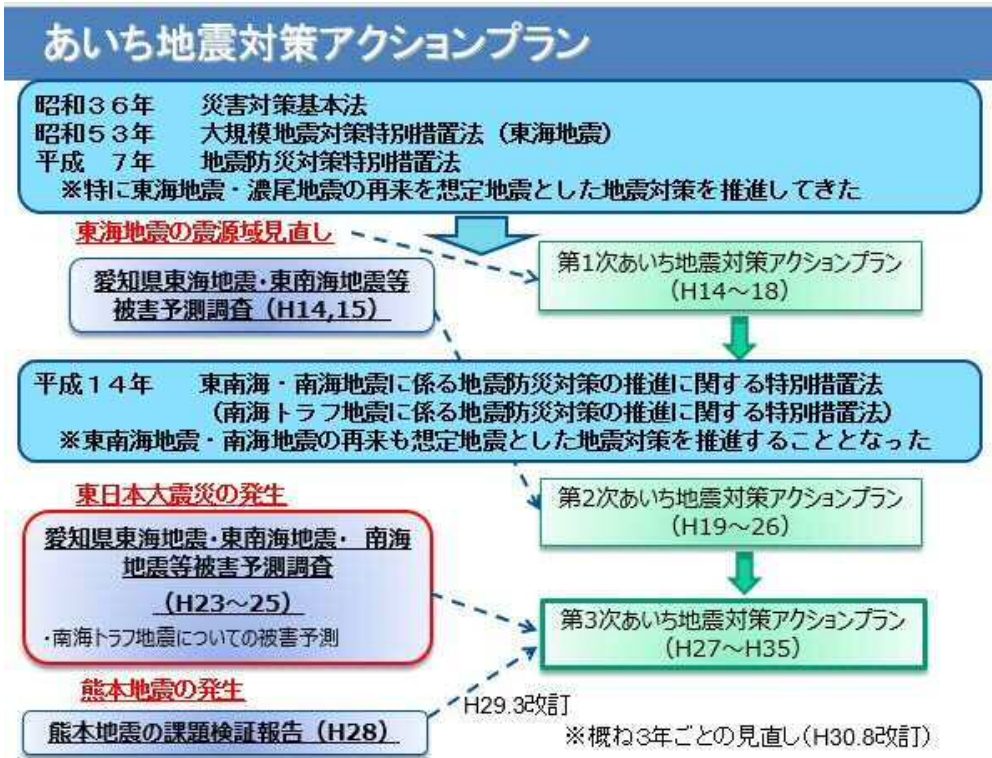 あいち地震対策アクションプラン
昭和３６年　災害対策基本法
昭和５３年　大規模地震対策特別措置法（東海地震）
平成　７年　地震防災対策特別措置法
※特に東海地震・濃尾地震の再来を想定地震とした地震対策を推進してきた
東海地震の震源域見直し
愛知県東海地震・東南海地震等
被害予測調査（H14,15）
第1次あいち地震対策アクションプラン
（H14～18）
平成１４年　東南海・南海地震に係る地震防災対策の推進に関する特別措置法
（南海トラフ地震に係る地震防災対策の推進に関する特別措置法）
※東南海地震・南海地震の再来も想定地震とした地震対策を推進することとなった
東日本大震災の発生
愛知県東海地震・東南海地震・ 南海
地震等被害予測調査
（H23～25）
・南海トラフ地震についての被害予測
第2次あいち地震対策アクションプラン
（H19～26）
第3次あいち地震対策アクションプラン
（H27～H35）
熊本地震の発生
熊本地震の課題検証報告（H28）
H29.3改訂
※概ね3年ごとの見直し（H30.8改訂）